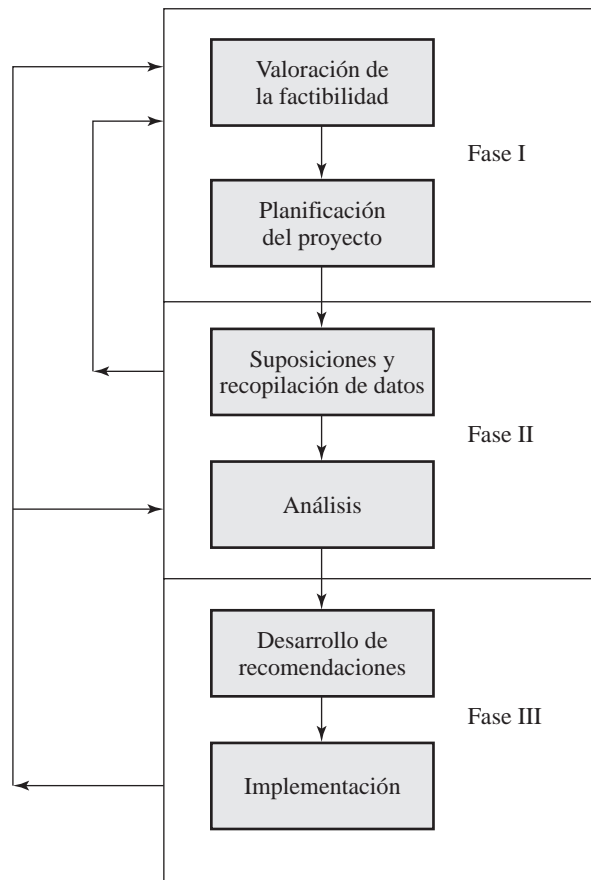 Valoración de
la factibilidad
Fase I
Planificación
del proyecto
Suposiciones y
recopilación de datos
Fase II
Análisis
Desarrollo de
recomendaciones
Fase III
Implementación